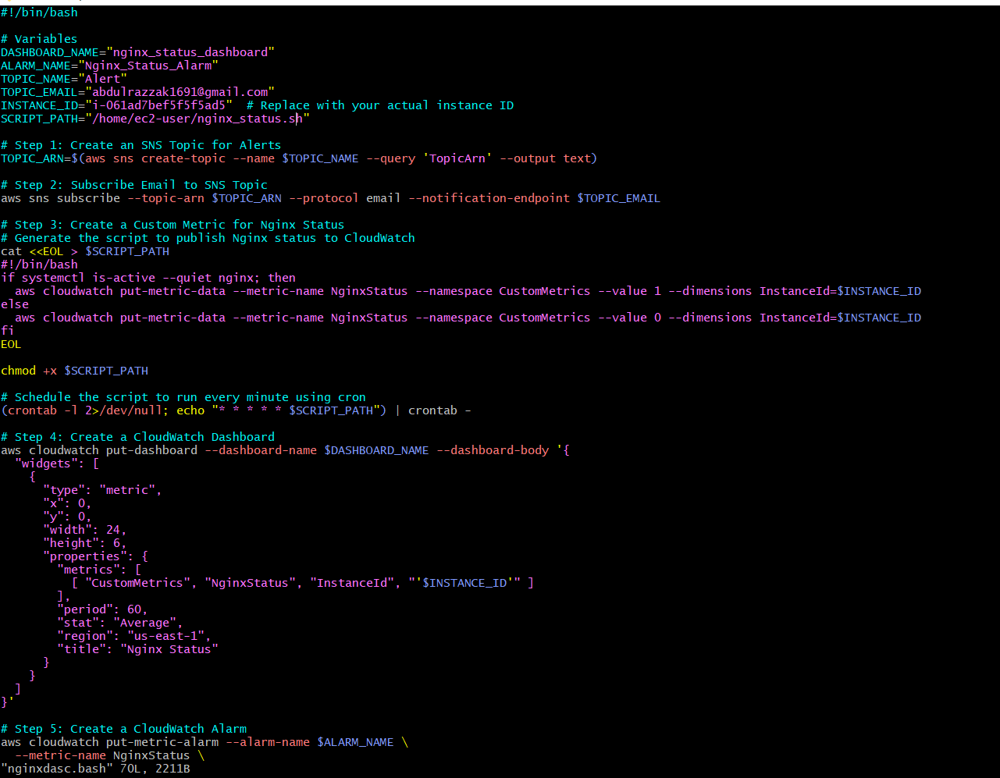 #!/bin/bash

# Variables
DASHBOARD_NAME="nginx_status_dashboard"
ALARM_NAME="Nginx_Status_Alarm"
TOPIC_NAME="Alert"
TOPIC_EMAIL="abdulrazzak1691@gmail.com"
INSTANCE_ID="i-061ad7bef5f5f5ad5"  # Replace with your actual instance ID
SCRIPT_PATH="/home/ec2-user/nginx_status.sh"

# Step 1: Create an SNS Topic for Alerts
TOPIC_ARN=$(aws sns create-topic --name $TOPIC_NAME --query 'TopicArn' --output text)

# Step 2: Subscribe Email to SNS Topic
aws sns subscribe --topic-arn $TOPIC_ARN --protocol email --notification-endpoint $TOPIC_EMAIL

# Step 3: Create a Custom Metric for Nginx Status
# Generate the script to publish Nginx status to CloudWatch
cat <<EOL > $SCRIPT_PATH
#!/bin/bash
if systemctl is-active --quiet nginx; then
  aws cloudwatch put-metric-data --metric-name NginxStatus --namespace CustomMetrics --value 1 --dimensions InstanceId=$INSTANCE_ID
else
  aws cloudwatch put-metric-data --metric-name NginxStatus --namespace CustomMetrics --value 0 --dimensions InstanceId=$INSTANCE_ID
fi
EOL

chmod +x $SCRIPT_PATH

# Schedule the script to run every minute using cron
(crontab -l 2>/dev/null; echo "* * * * * $SCRIPT_PATH") | crontab -

# Step 4: Create a CloudWatch Dashboard
aws cloudwatch put-dashboard --dashboard-name $DASHBOARD_NAME --dashboard-body '{
  "widgets": [
    {
      "type": "metric",
      "x": 0,
      "y": 0,
      "width": 24,
      "height": 6,
      "properties": {
        "metrics": [
          [ "CustomMetrics", "NginxStatus", "InstanceId", "'$INSTANCE_ID'" ]
        ],
        "period": 60,
        "stat": "Average",
        "region": "us-east-1",
        "title": "Nginx Status"
      }
    }
  ]
}'

# Step 5: Create a CloudWatch Alarm
aws cloudwatch put-metric-alarm --alarm-name $ALARM_NAME \
  --metric-name NginxStatus \
"nginxdasc.bash" 70L, 2211B